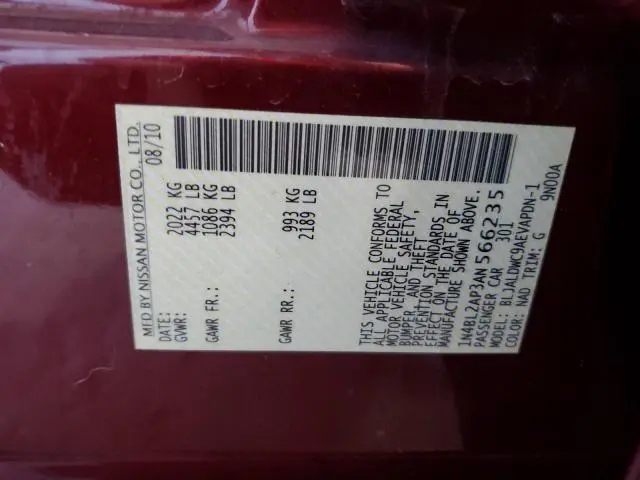 MFD BY NISSAN MOTOR CO., LTD.
DATE: 08/10
GVWR: 2022 KG
4457 LB
GAWR FR.: 1086 KG
2394 LB
GAWR RR.: 993 KG
2189 LB
THIS VEHICLE CONFORMS TO
ALL APPLICABLE FEDERAL
MOTOR VEHICLE SAFETY,
BUMPER, AND THEFT
PREVENTION STANDARDS IN
EFFECT ON THE DATE OF
MANUFACTURE SHOWN ABOVE.
1N4BL2AP3AN566235
PASSENGER CAR 301
MODEL: BLJALDWC9AEVAPDN-1
COLOR: NAD TRIM: G 9N00A